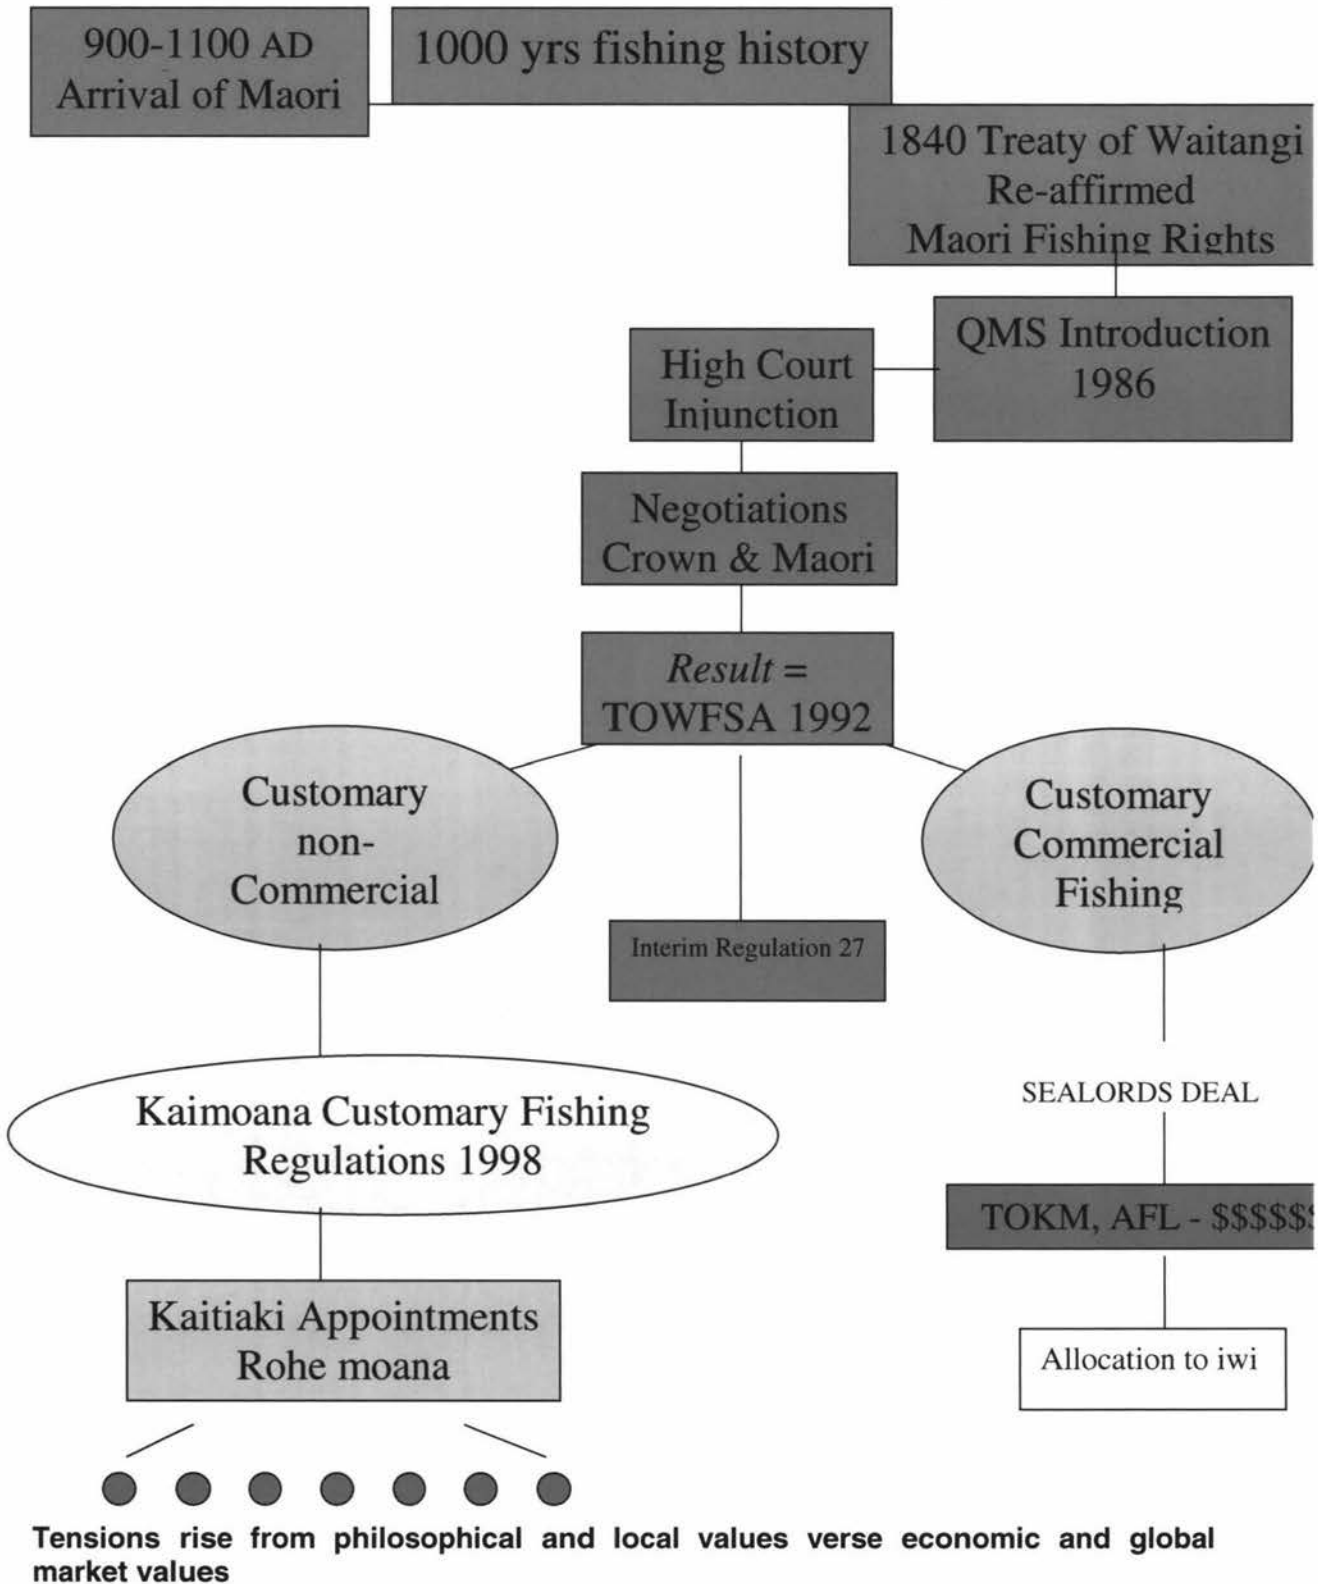 900-1100 AD
Arrival of Maori
1000 yrs fishing history
1840 Treaty of Waitangi
Re-affirmed
Maori Fishing Rights
QMS Introduction
1986
High Court
Injunction
Negotiations
Crown & Maori
Result =
TOWFSA 1992
Customary
non-
Commercial
Customary
Commercial
Fishing
Interim Regulation 27
Kaimoana Customary Fishing
Regulations 1998
SEALORDS DEAL
TOKM, AFL - $$$$$$
Kaitiaki Appointments
Rohe moana
Allocation to iwi
Tensions rise from philosophical and local values verse economic and global
market values